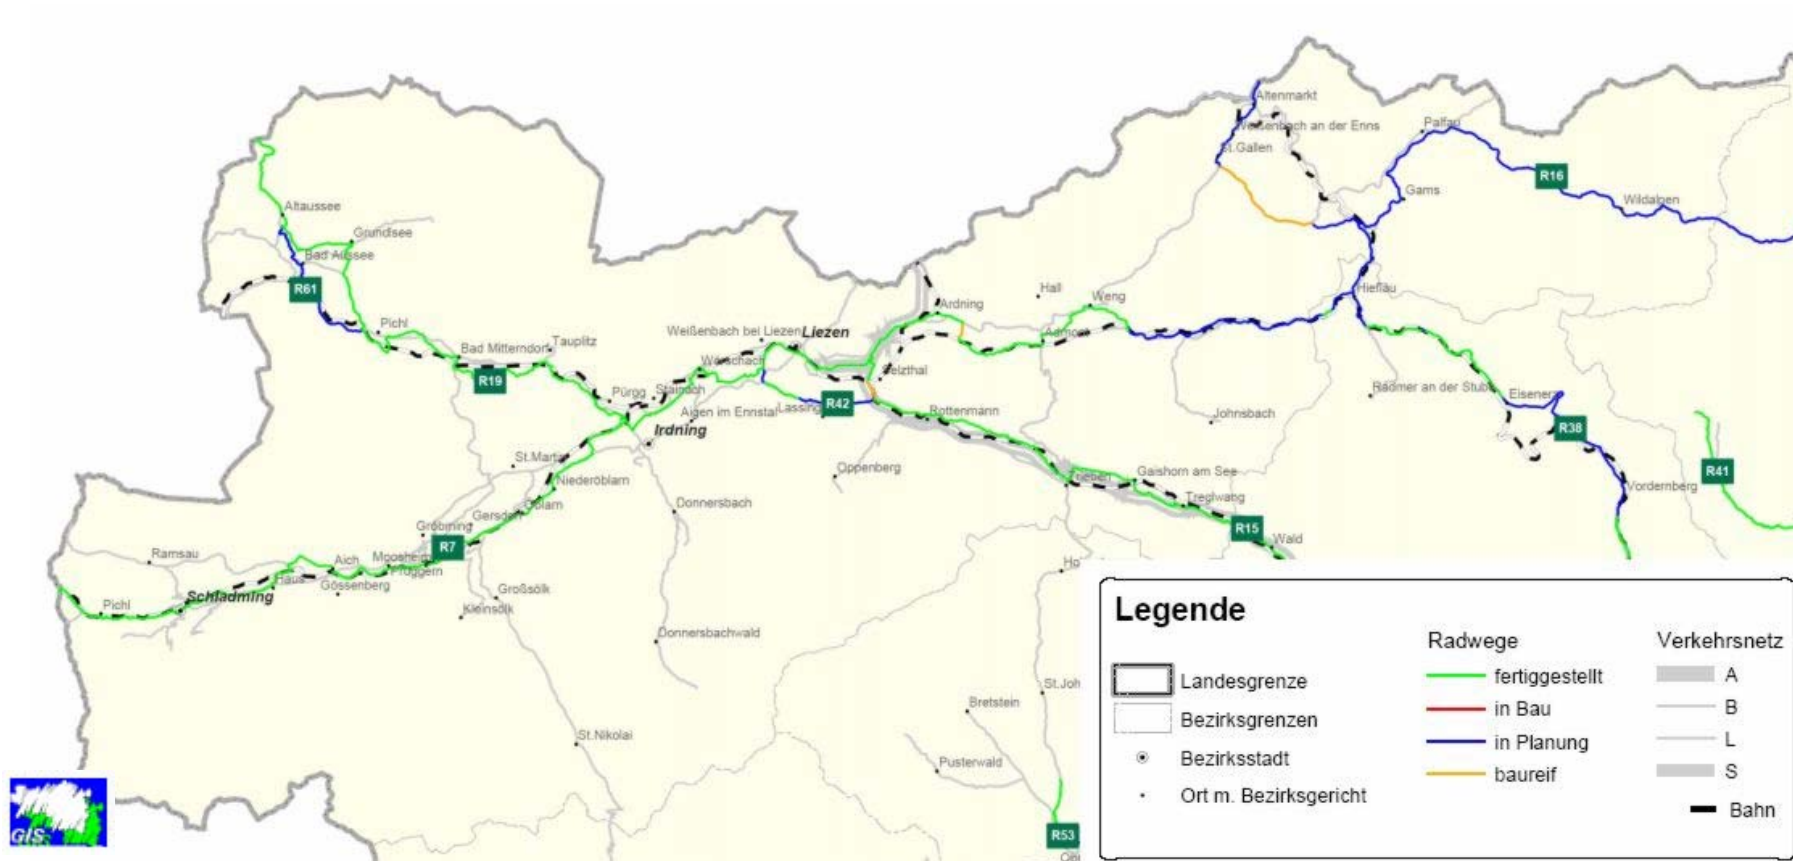 Altenmarkt
Weißenbach an der Enns
Palfau
St.Gallen
R16
Gams
Wildalpen
Altaussee
Grundlsee
Bad Aussee
R61
Hieflau
Hall
Weng
Ardning
Admont
Pichl
Weißenbach bei Liezen
Liezen
Bad Mitterndorf
Tauplitz
Wörschach
Selzthal
R19
Pürgg
Stainach
Radmer an der Stub
Eisenerz
Aigen im Ennstal
Lassing
R42
Rottenmann
Johnsbach
R38
Irdning
St.Martin
Oppenberg
Trieben
Gaishorn am See
R41
Niederöblarn
Öblarn
Donnersbach
Treglwang
Vordernberg
Gersdorf
Gröbming
R7
R15
Wald
Ramsau
Aich
Moosheim
Pruggern
Haus
Gössenberg
Ho
Pichl
Schladming
Großsölk
Kleinsölk
Donnersbachwald
St.Joh
Bretstein
St.Nikolai
Pusterwald
R53
GIS
Legende
Landesgrenze
Bezirksgrenzen
Bezirksstadt
Ort m. Bezirksgericht
Radwege
fertiggestellt
in Bau
in Planung
baureif
Verkehrsnetz
A
B
L
S
Bahn